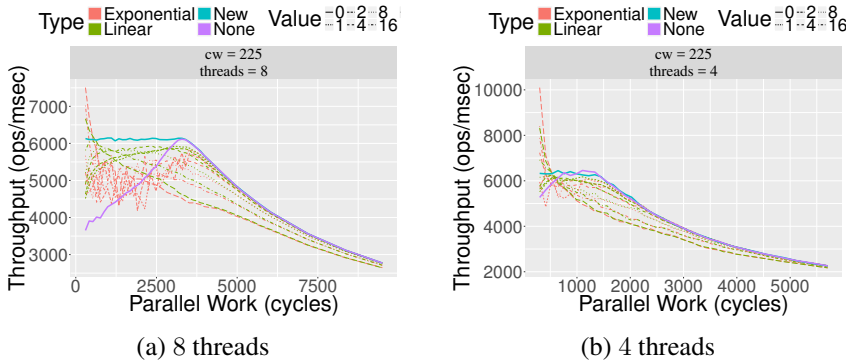 Type Exponential New Value 0 2 8
Linear None 1 4 16
cw = 225
threads = 8
Throughput (ops/msec)
7000
6000
5000
4000
3000
0 2500 5000 7500
Parallel Work (cycles)
(a) 8 threads
Type Exponential New Value 0 2 8
Linear None 1 4 16
cw = 225
threads = 4
Throughput (ops/msec)
10000
8000
6000
4000
2000
1000 2000 3000 4000 5000
Parallel Work (cycles)
(b) 4 threads